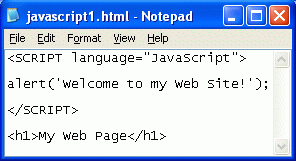 javascript1.html - Notepad
File Edit Format View Help
<SCRIPT language="JavaScript">
alert('Welcome to my Web Site!');
</SCRIPT>
<h1>My Web Page</h1>